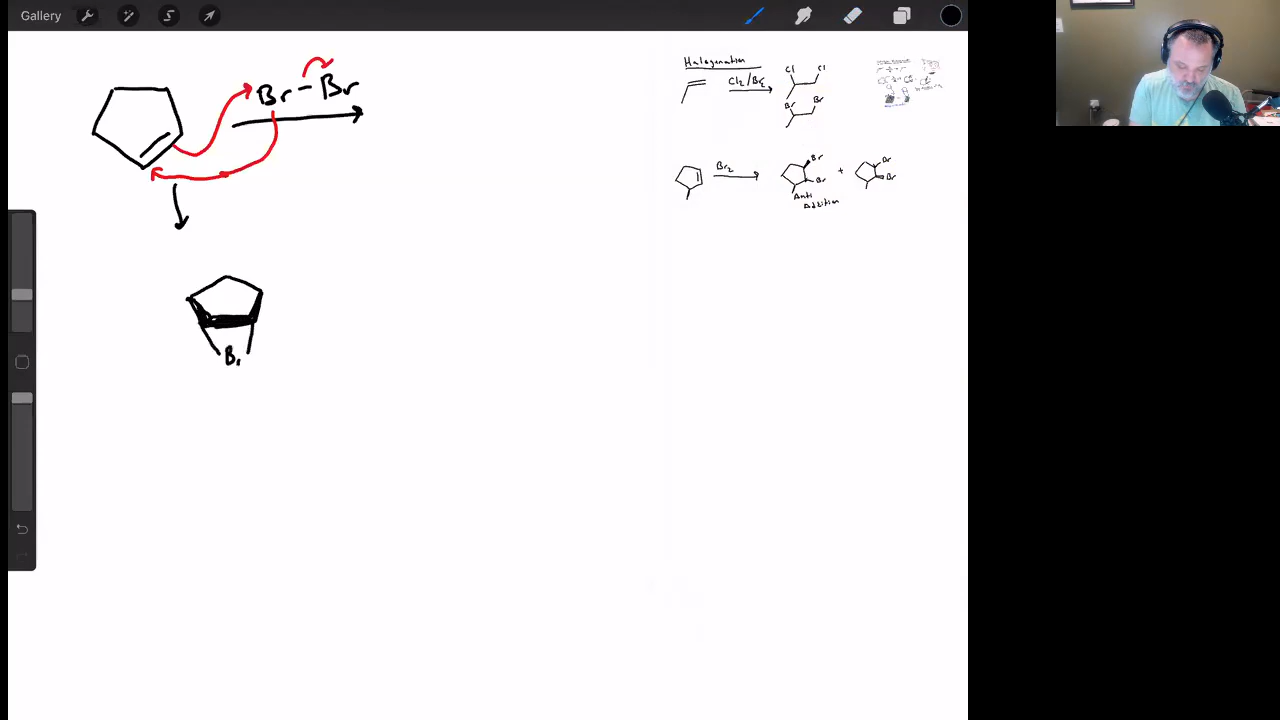 Gallery
Br - Br
Br
Halogenation
Cl2/Br2
Cl Cl
Br Br
Br2
Br
Br
+
Br
Br
Anti
Addition